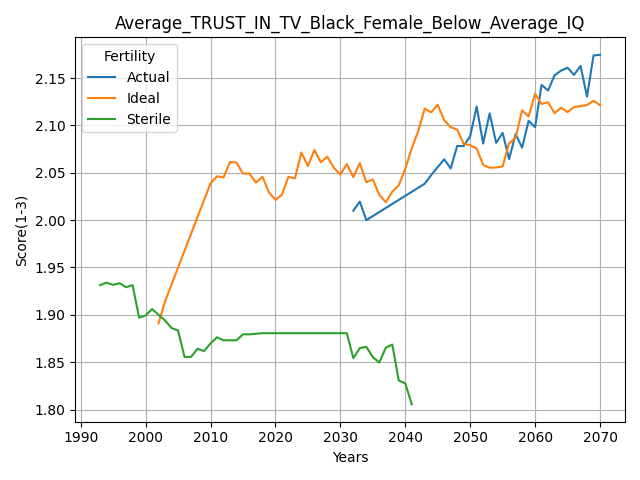 Average_TRUST_IN_TV_Black_Female_Below_Average_IQ
Fertility
Actual
Ideal
Sterile
Score(1-3)
2.15
2.10
2.05
2.00
1.95
1.90
1.85
1.80
1990 2000 2010 2020 2030 2040 2050 2060 2070
Years